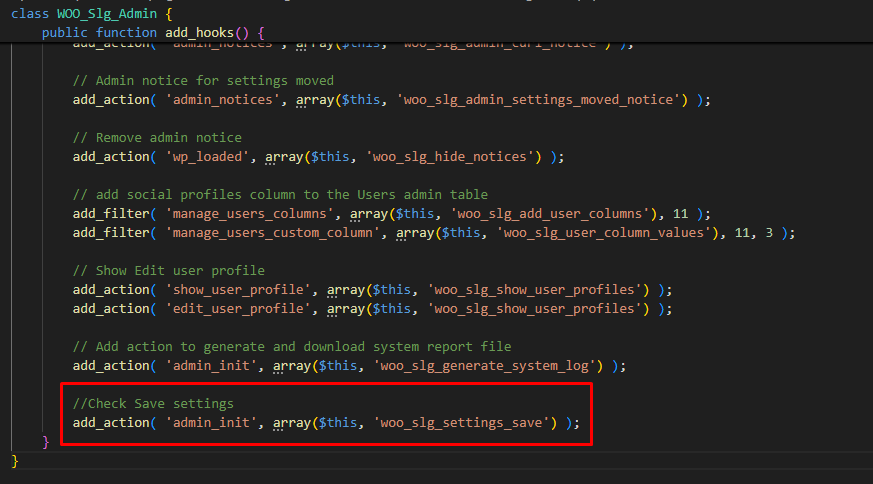 class WOO_Slg_Admin {
public function add_hooks() {
add_action( 'admin_notices', array($this, 'woo_slg_admin_curl_notice') );
// Admin notice for settings moved
add_action( 'admin_notices', array($this, 'woo_slg_admin_settings_moved_notice') );
// Remove admin notice
add_action( 'wp_loaded', array($this, 'woo_slg_hide_notices') );
// add social profiles column to the Users admin table
add_filter( 'manage_users_columns', array($this, 'woo_slg_add_user_columns'), 11 );
add_filter( 'manage_users_custom_column', array($this, 'woo_slg_user_column_values'), 11, 3 );
// Show Edit user profile
add_action( 'show_user_profile', array($this, 'woo_slg_show_user_profiles') );
add_action( 'edit_user_profile', array($this, 'woo_slg_show_user_profiles') );
// Add action to generate and download system report file
add_action( 'admin_init', array($this, 'woo_slg_generate_system_log') );
//Check Save settings
add_action( 'admin_init', array($this, 'woo_slg_settings_save') );
}
}